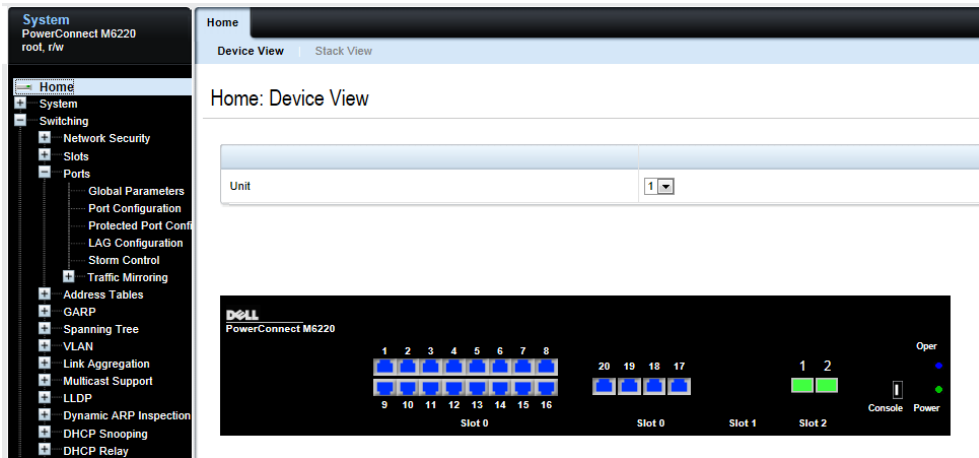 System
PowerConnect M6220
root, r/w
Home
Device View Stack View
Home
System
Switching
Network Security
Slots
Ports
Global Parameters
Port Configuration
Protected Port Confi
LAG Configuration
Storm Control
Traffic Mirroring
Address Tables
GARP
Spanning Tree
VLAN
Link Aggregation
Multicast Support
LLDP
Dynamic ARP Inspection
DHCP Snooping
DHCP Relay
Home: Device View
Unit 1
DELL
PowerConnect M6220
1 2 3 4 5 6 7 8
20 19 18 17
1 2
Oper
9 10 11 12 13 14 15 16
Console Power
Slot 0 Slot 0 Slot 1 Slot 2